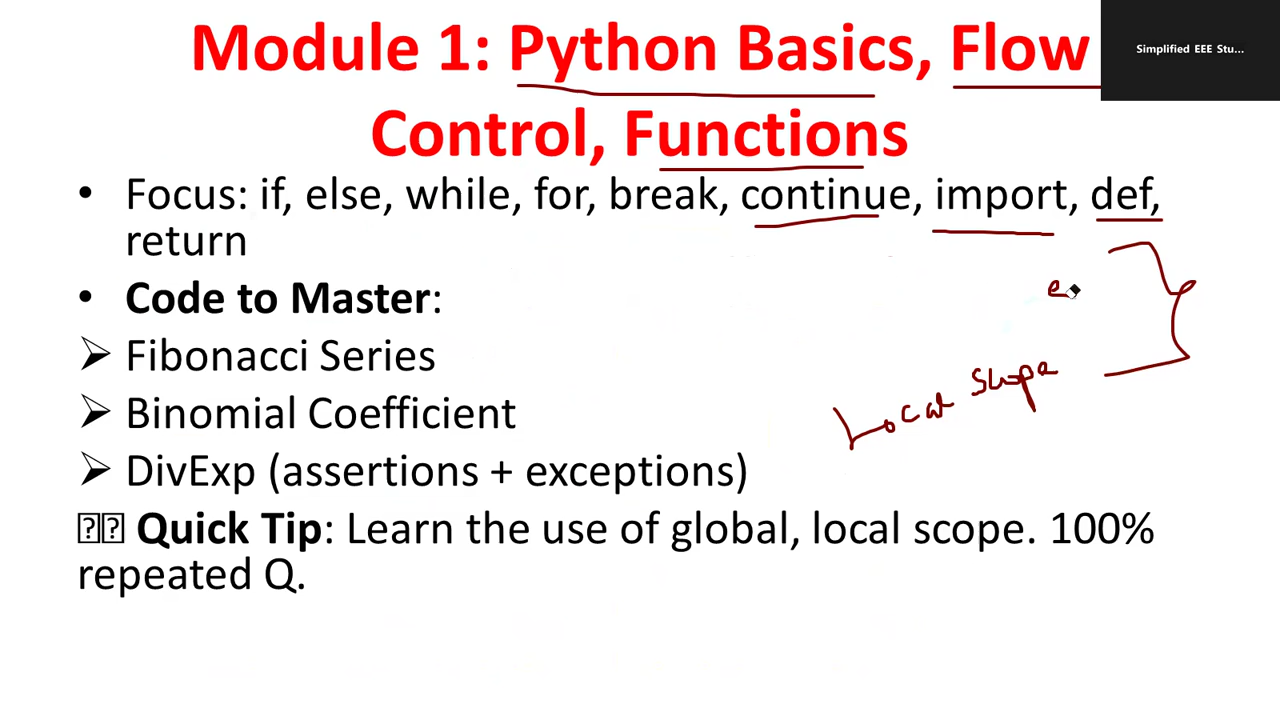 Module 1: Python Basics, Flow
Simplified EEE Stu...
Control, Functions
• Focus: if, else, while, for, break, continue, import, def,
return
• Code to Master:
➢ Fibonacci Series
➢ Binomial Coefficient
➢ DivExp (assertions + exceptions)
Quick Tip: Learn the use of global, local scope. 100%
repeated Q.
Local